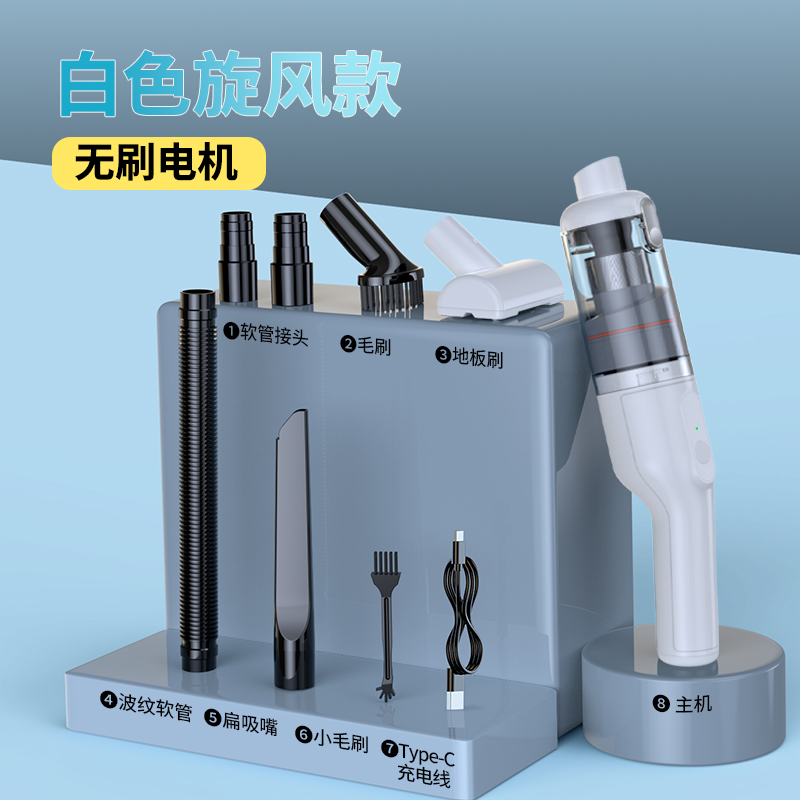 白色旋风款
无刷电机
❶软管接头
❷毛刷
❸地板刷
❹波纹软管
❺扁吸嘴
❻小毛刷
❼Type-C
充电线
❽ 主机